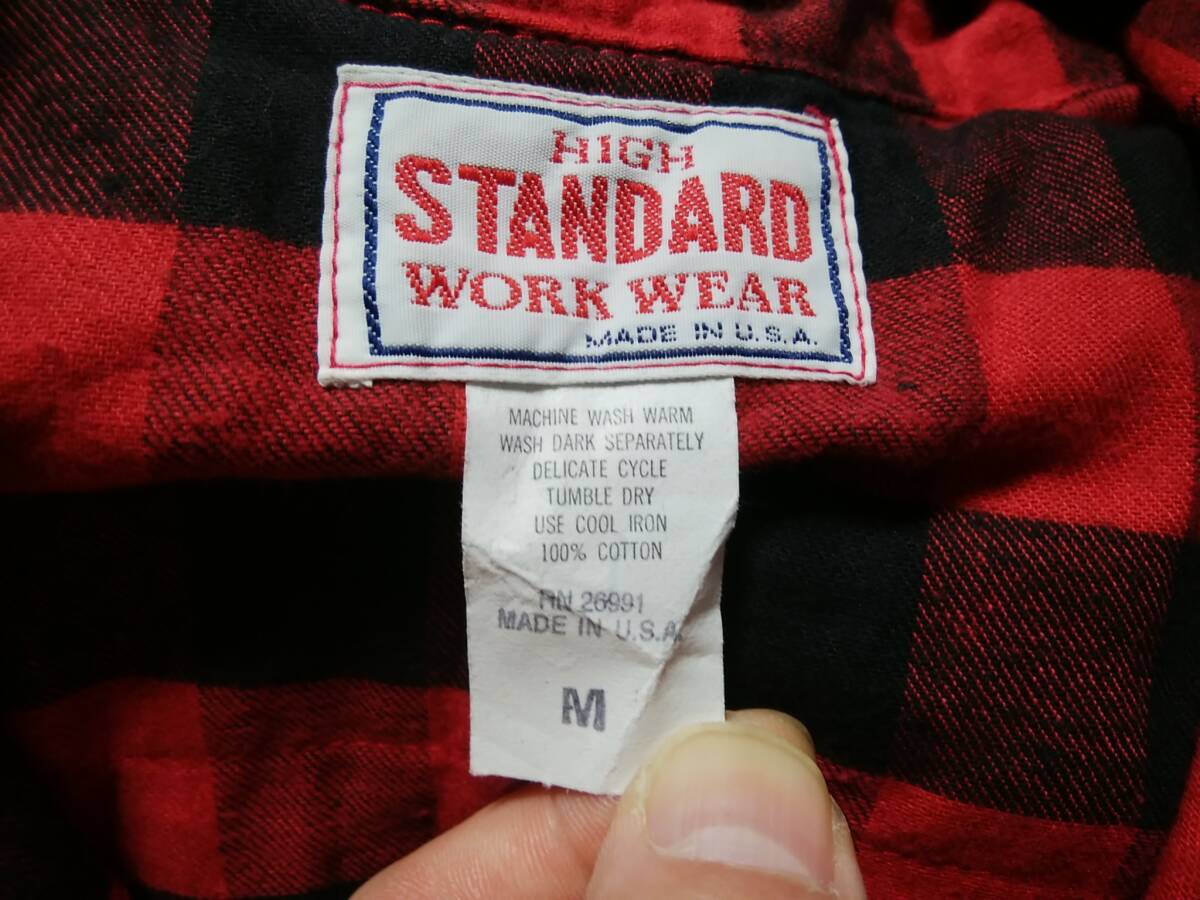 HIGH
STANDARD
WORK WEAR
MADE IN U.S.A.
MACHINE WASH WARM
WASH DARK SEPARATELY
DELICATE CYCLE
TUMBLE DRY
USE COOL IRON
100% COTTON
RN 26991
MADE IN U.S.A.
M